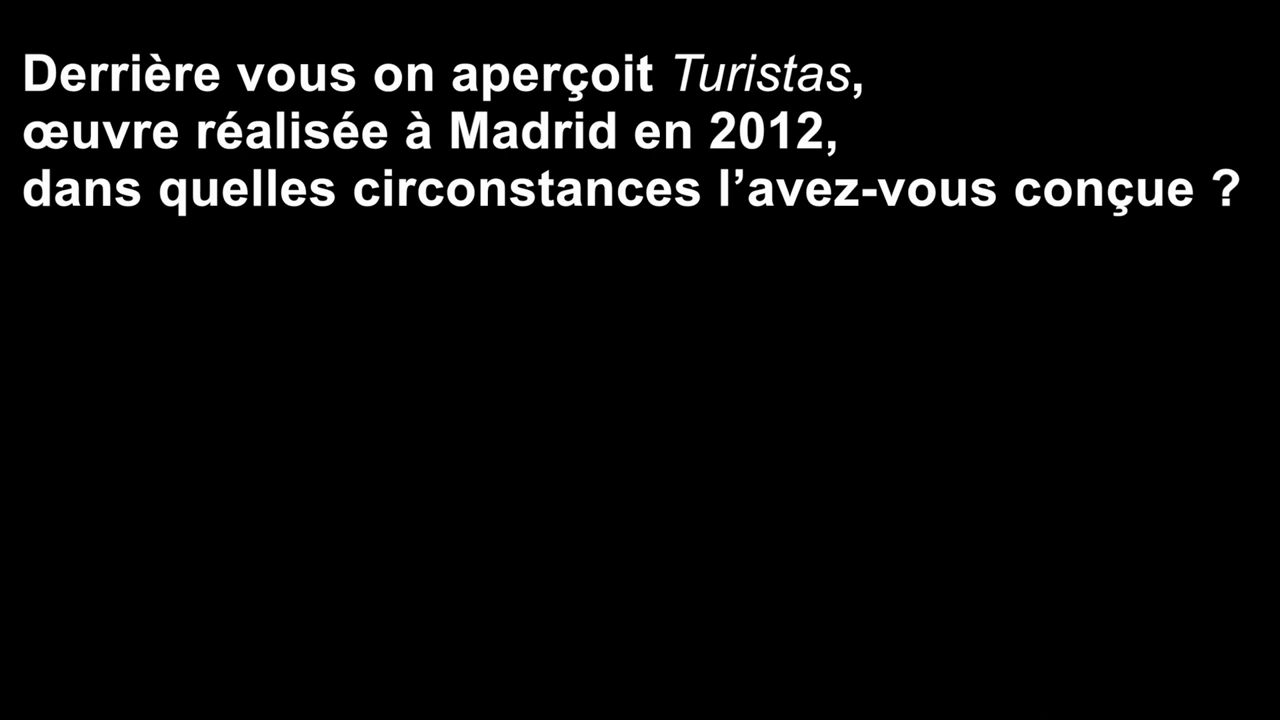 Derrière vous on aperçoit Turistas,
œuvre réalisée à Madrid en 2012,
dans quelles circonstances l’avez-vous conçue ?